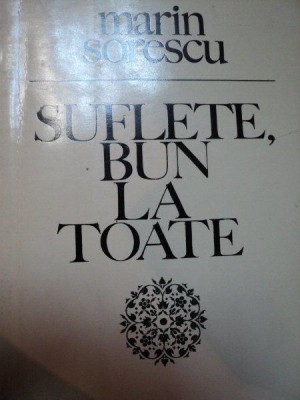 marin
sorescu
SUFLETE,
BUN
LA
TOATE